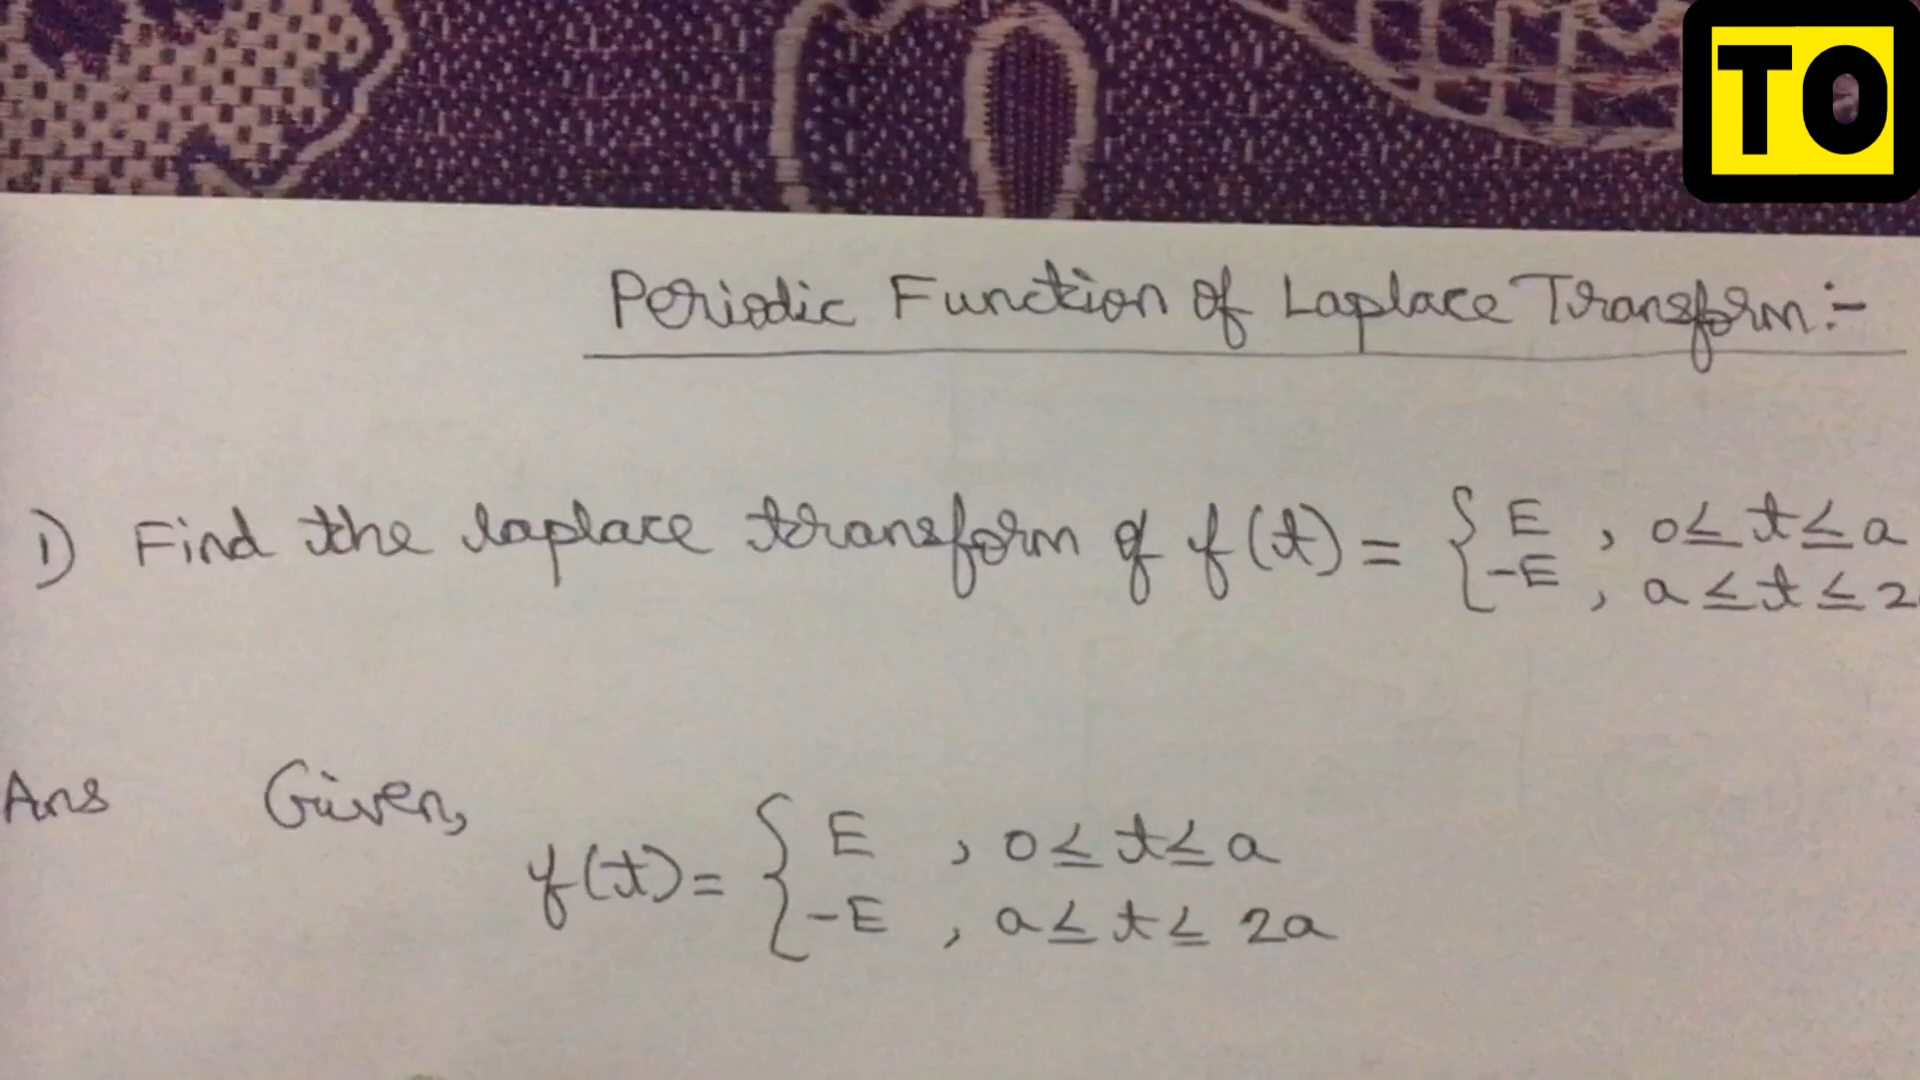 TO
Periodic Function of Laplace Transform:-
1) Find the laplace transform of f(t) = { E , 0 ≤ t ≤ a
-E , a ≤ t ≤ 2
Ans Given,
f(t) = { E , 0 ≤ t ≤ a
-E , a ≤ t ≤ 2a